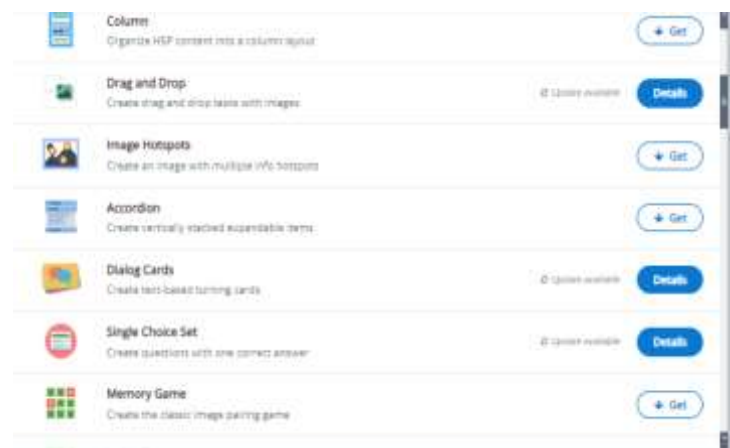 Column
Organize H5P content into a column layout
Get
Drag and Drop
Create drag and drop tasks with images
Update available
Details
Image Hotspots
Create an image with multiple info hotspots
Get
Accordion
Create vertically stacked expandable items
Get
Dialog Cards
Create text-based turning cards
Update available
Details
Single Choice Set
Create questions with one correct answer
Update available
Details
Memory Game
Create the classic image pairing game
Get